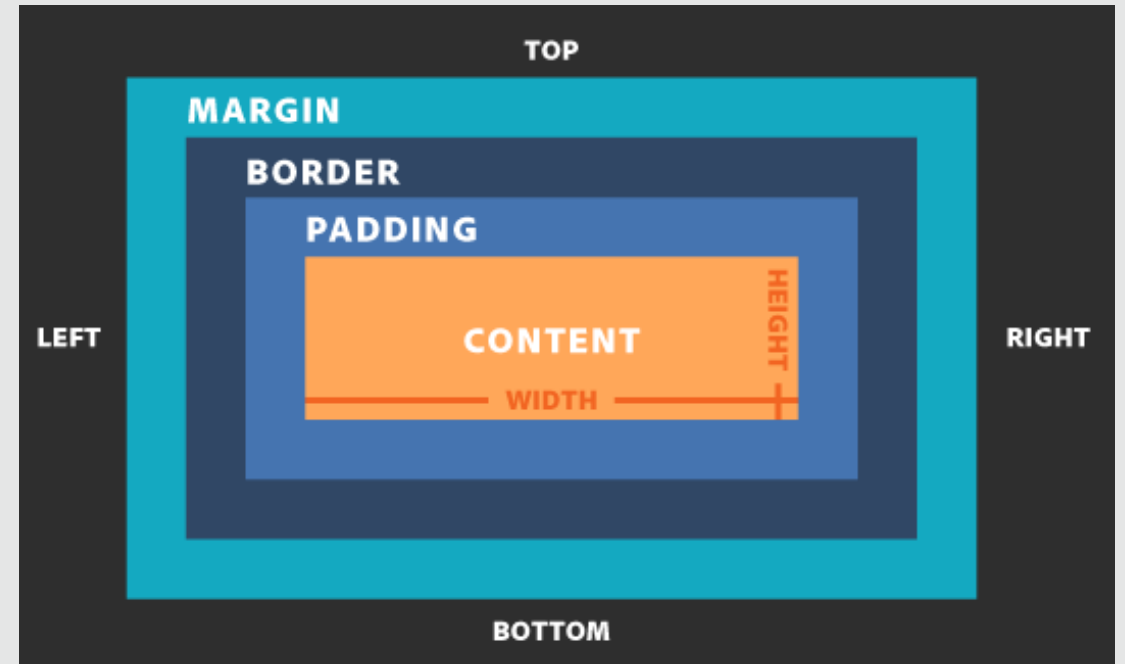 TOP
MARGIN
BORDER
PADDING
HEIGHT
LEFT
CONTENT
RIGHT
WIDTH
BOTTOM